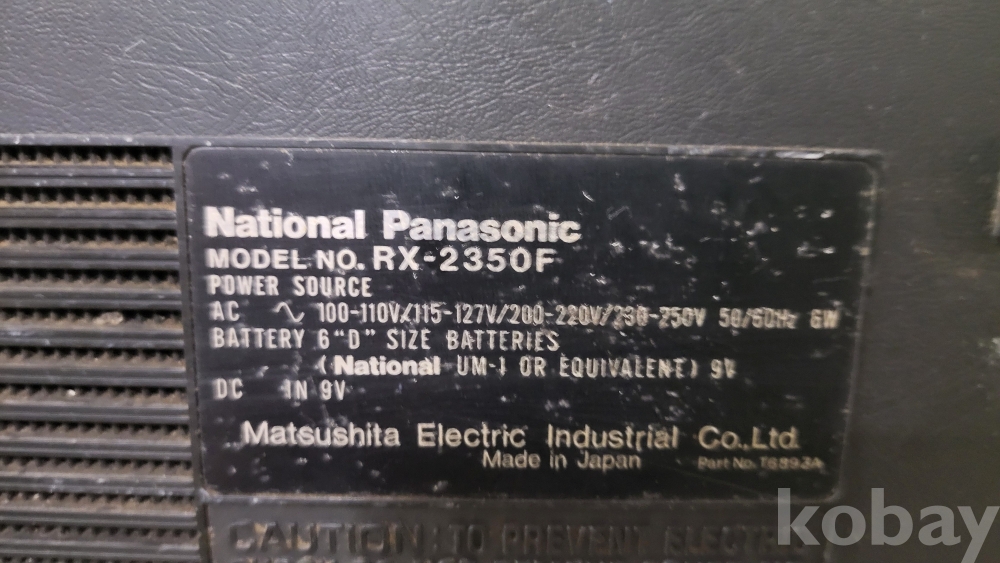 National Panasonic
MODEL NO. RX-2350F
POWER SOURCE
AC ∿ 100-110V/115-127V/200-220V/230-250V 50/60Hz 6W
BATTERY 6"D" SIZE BATTERIES
(National UM-1 OR EQUIVALENT) 9V
DC IN 9V
Matsushita Electric Industrial Co.,Ltd.
Made in Japan Part No.
CAUTION: TO PREVENT
kobay